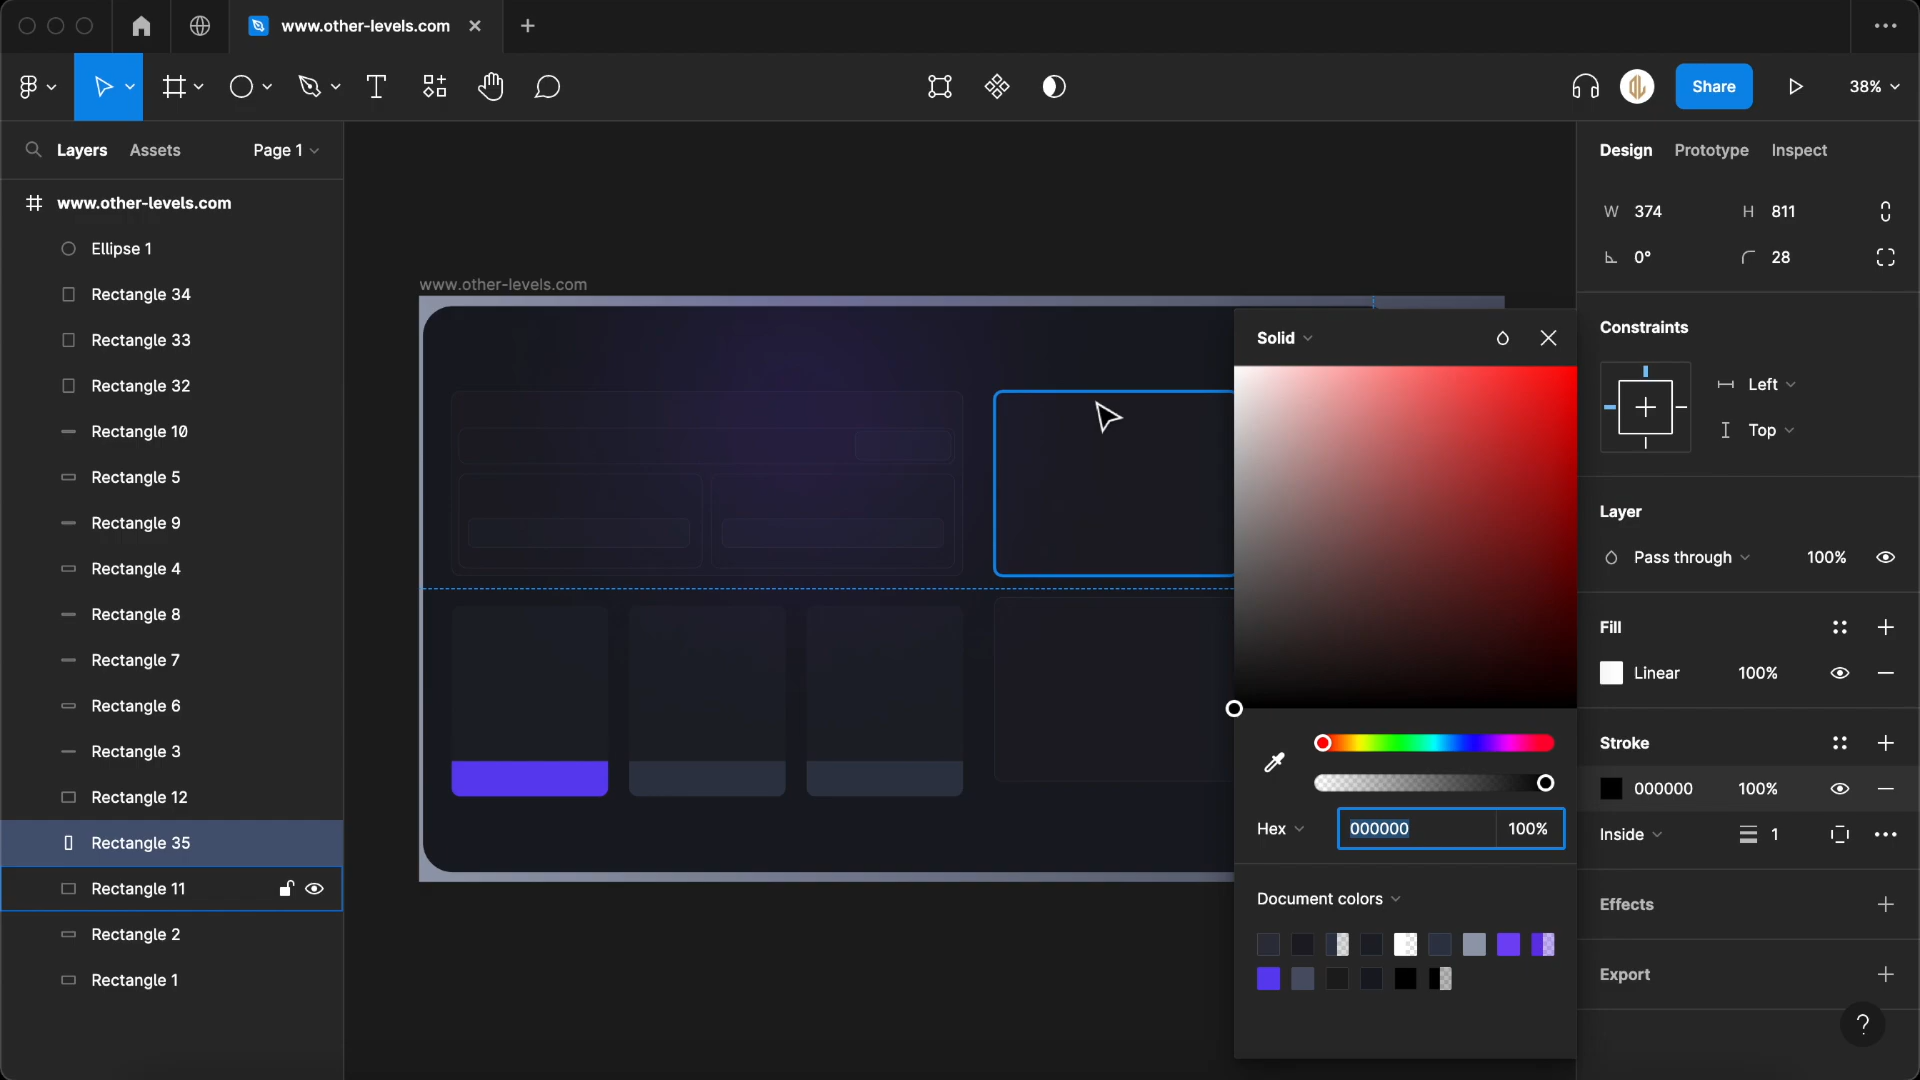 www.other-levels.com
Share
38%
Layers
Assets
Page 1
Design
Prototype
Inspect
www.other-levels.com
Ellipse 1
Rectangle 34
Rectangle 33
Rectangle 32
Rectangle 10
Rectangle 5
Rectangle 9
Rectangle 4
Rectangle 8
Rectangle 7
Rectangle 6
Rectangle 3
Rectangle 12
Rectangle 35
Rectangle 11
Rectangle 2
Rectangle 1
www.other-levels.com
Solid
Hex
000000
100%
Document colors
W 374
H 811
0°
28
Constraints
Left
Top
Layer
Pass through
100%
Fill
Linear
100%
Stroke
000000
100%
Inside
1
Effects
Export
?